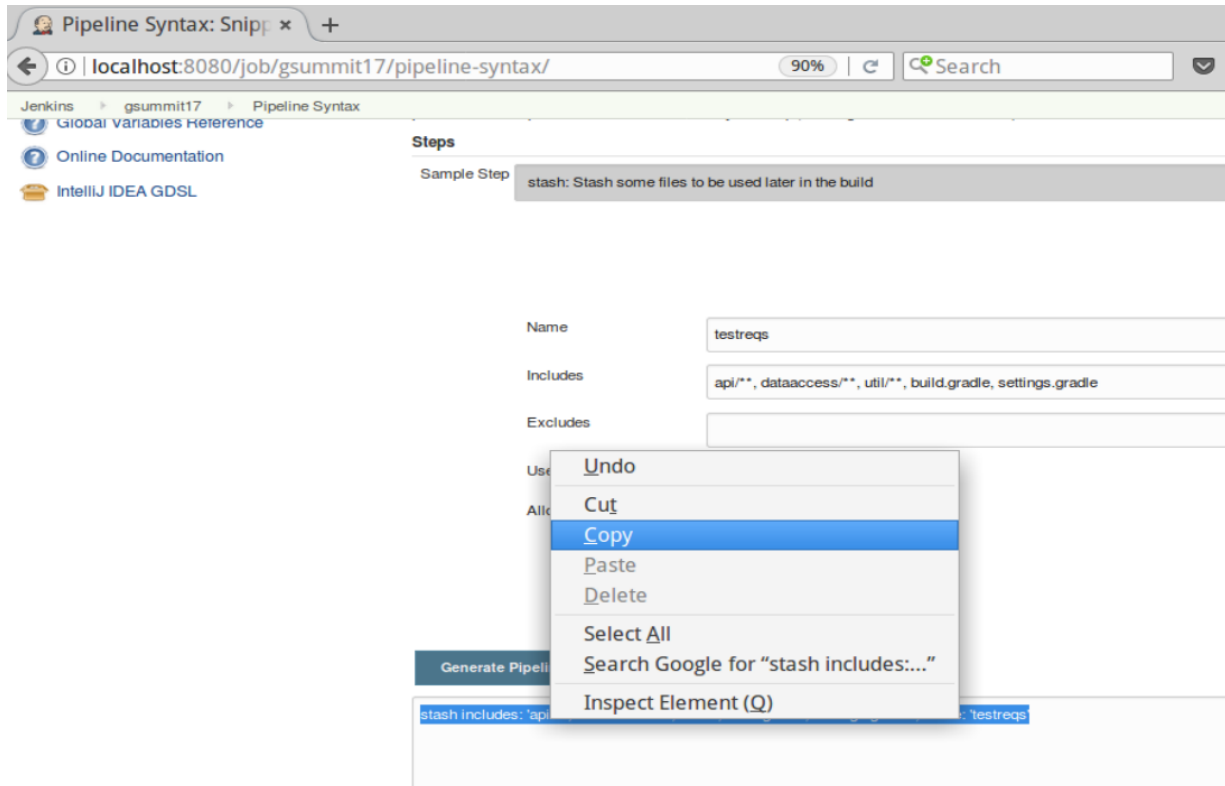 Pipeline Syntax: Snipp × +
localhost:8080/job/gsummit17/pipeline-syntax/ 90% Search
Jenkins gsummit17 Pipeline Syntax
Global Variables Reference
Steps
Online Documentation
Sample Step stash: Stash some files to be used later in the build
IntelliJ IDEA GDSL
Name testreqs
Includes api/**, dataaccess/**, util/**, build.gradle, settings.gradle
Excludes
Use
Undo
Cut
Allo
Copy
Paste
Delete
Select All
Generate Pipeli
Search Google for “stash includes:...”
Inspect Element (Q)
stash includes: 'api : 'testreqs'